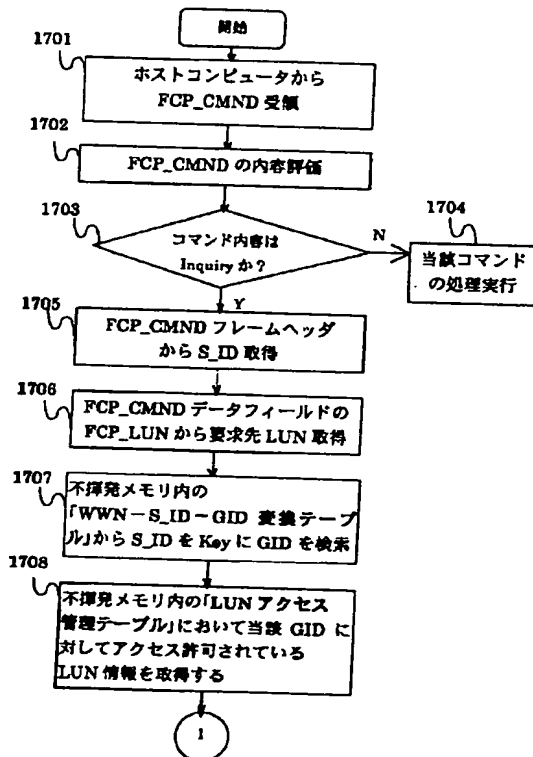 開始
1701
ホストコンピュータから
FCP_CMND 受領
1702
FCP_CMND の内容評価
1703
コマンド内容は
Inquiry か？
N
1704
当該コマンド
の処理実行
Y
1705
FCP_CMND フレームヘッダ
から S_ID 取得
1706
FCP_CMND データフィールドの
FCP_LUN から要求先 LUN 取得
1707
不揮発メモリ内の
「WWN－S_ID－GID 変換テーブ
ル」から S_ID を Key に GID を検索
1708
不揮発メモリ内の「LUN アクセス
管理テーブル」において当該 GID に
対してアクセス許可されている
LUN 情報を取得する
1